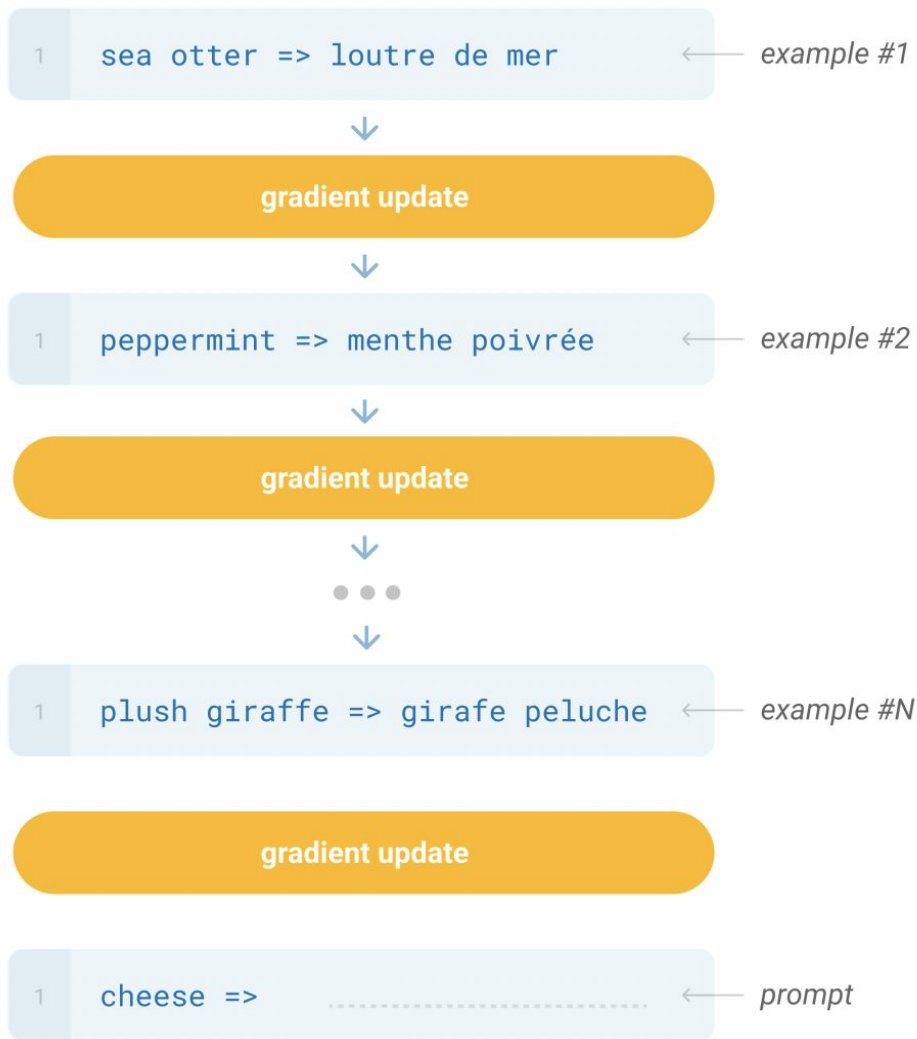 1 sea otter => loutre de mer example #1
gradient update
1 peppermint => menthe poivrée example #2
gradient update
1 plush giraffe => girafe peluche example #N
gradient update
1 cheese => prompt